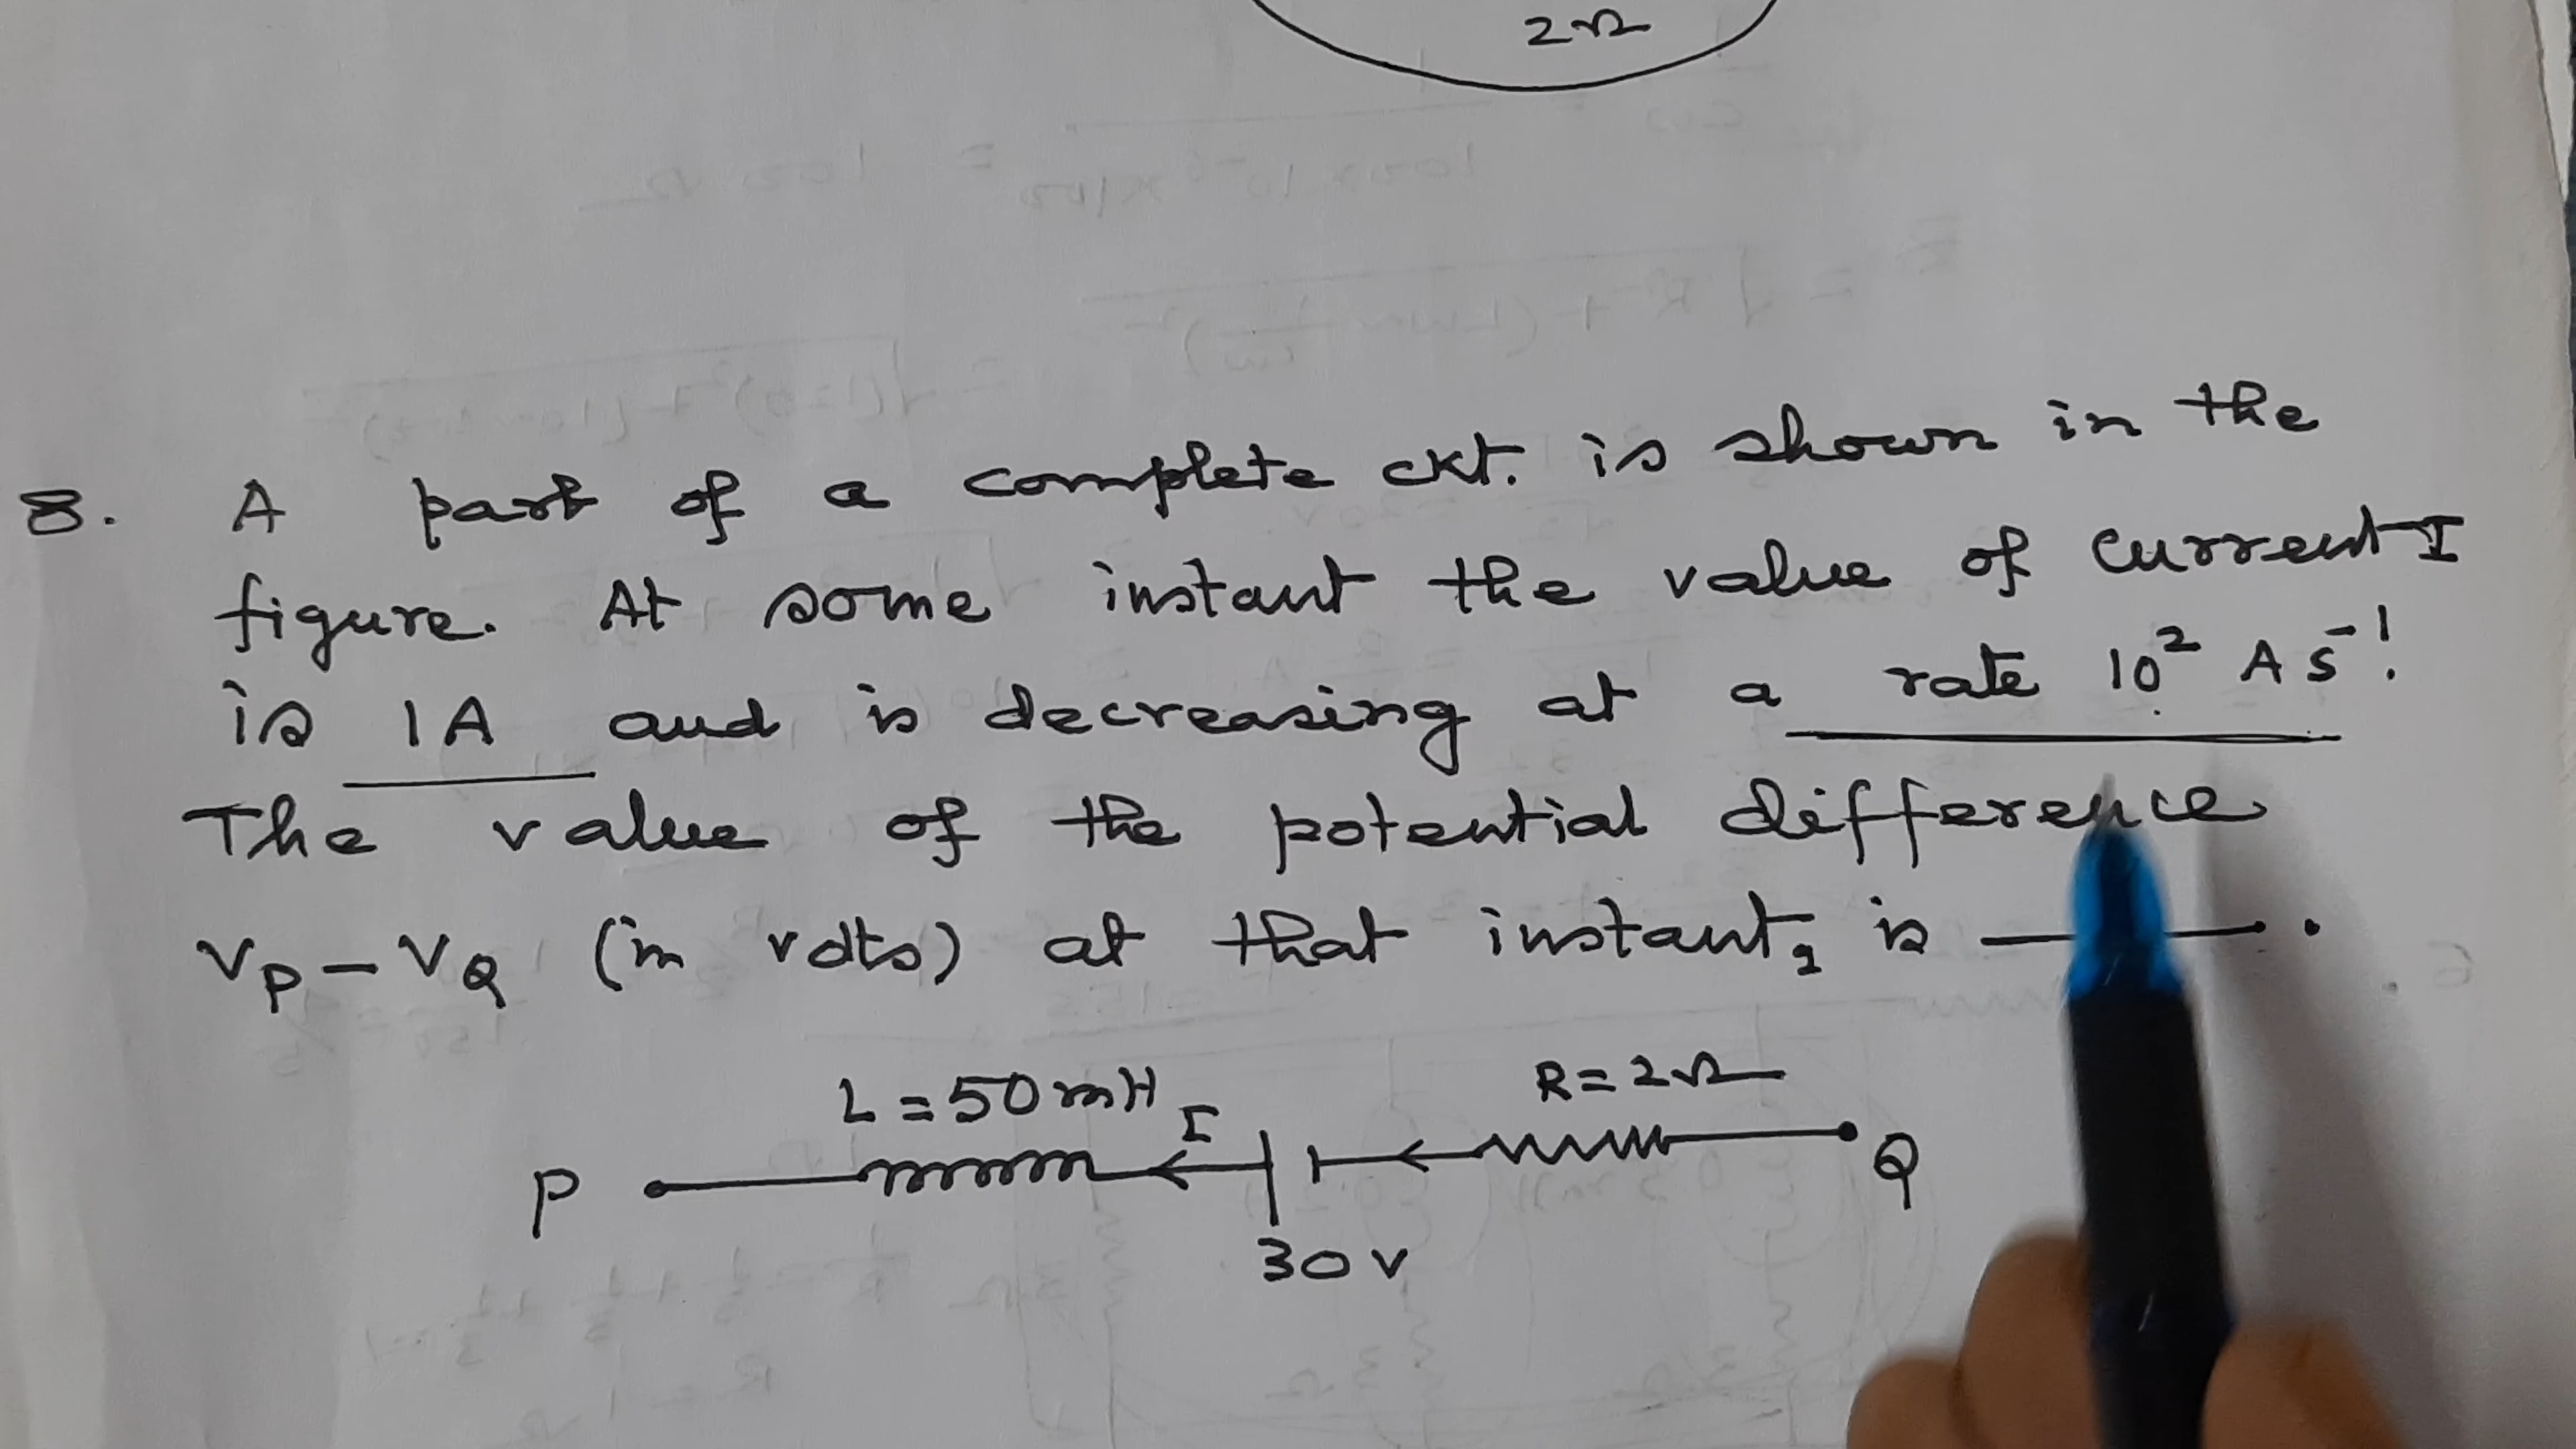 2Ω
8. A part of a complete ckt. is shown in the
figure. At some instant the value of current I
is 1A and is decreasing at a rate 10² A s⁻¹.
The value of the potential difference
VP – VQ (in volts) at that instant, is ———.
L = 50 mH
R = 2Ω
I
P
Q
30 V